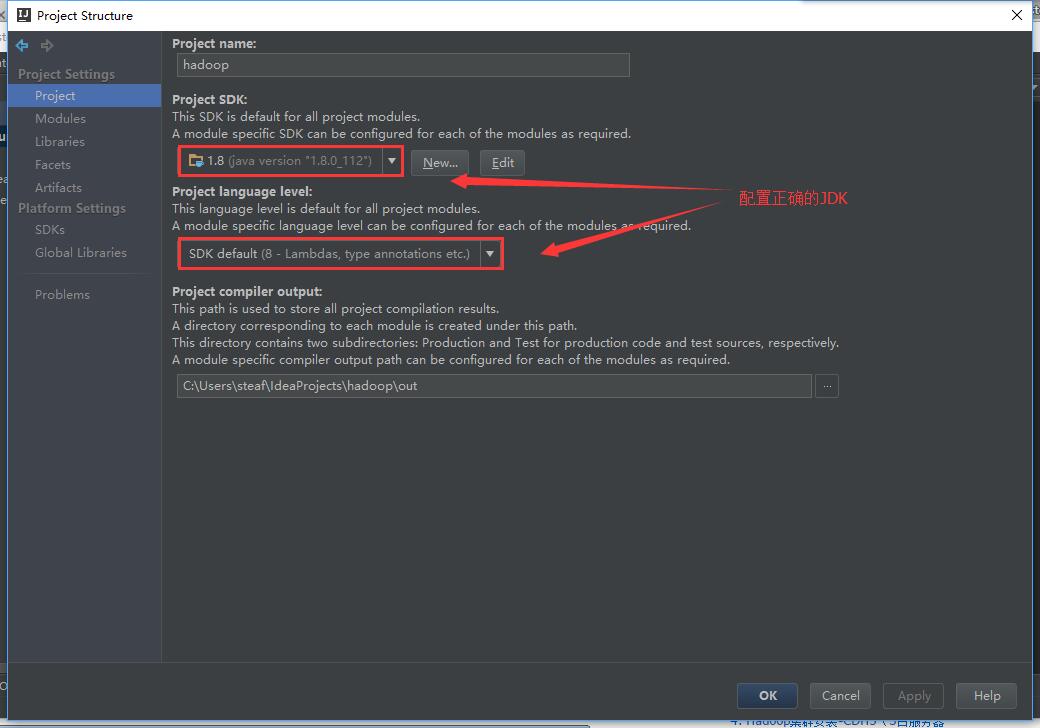 Project Structure
Project name:
hadoop
Project Settings
Project
Modules
Libraries
Facets
Artifacts
Platform Settings
SDKs
Global Libraries
Problems
Project SDK:
This SDK is default for all project modules.
A module specific SDK can be configured for each of the modules as required.
1.8 (java version "1.8.0_112")
New...
Edit
Project language level:
This language level is default for all project modules.
A module specific language level can be configured for each of the modules as required.
配置正确的JDK
SDK default (8 - Lambdas, type annotations etc.)
Project compiler output:
This path is used to store all project compilation results.
A directory corresponding to each module is created under this path.
This directory contains two subdirectories: Production and Test for production code and test sources, respectively.
A module specific compiler output path can be configured for each of the modules as required.
C:\Users\steaf\IdeaProjects\hadoop\out
...
OK
Cancel
Apply
Help